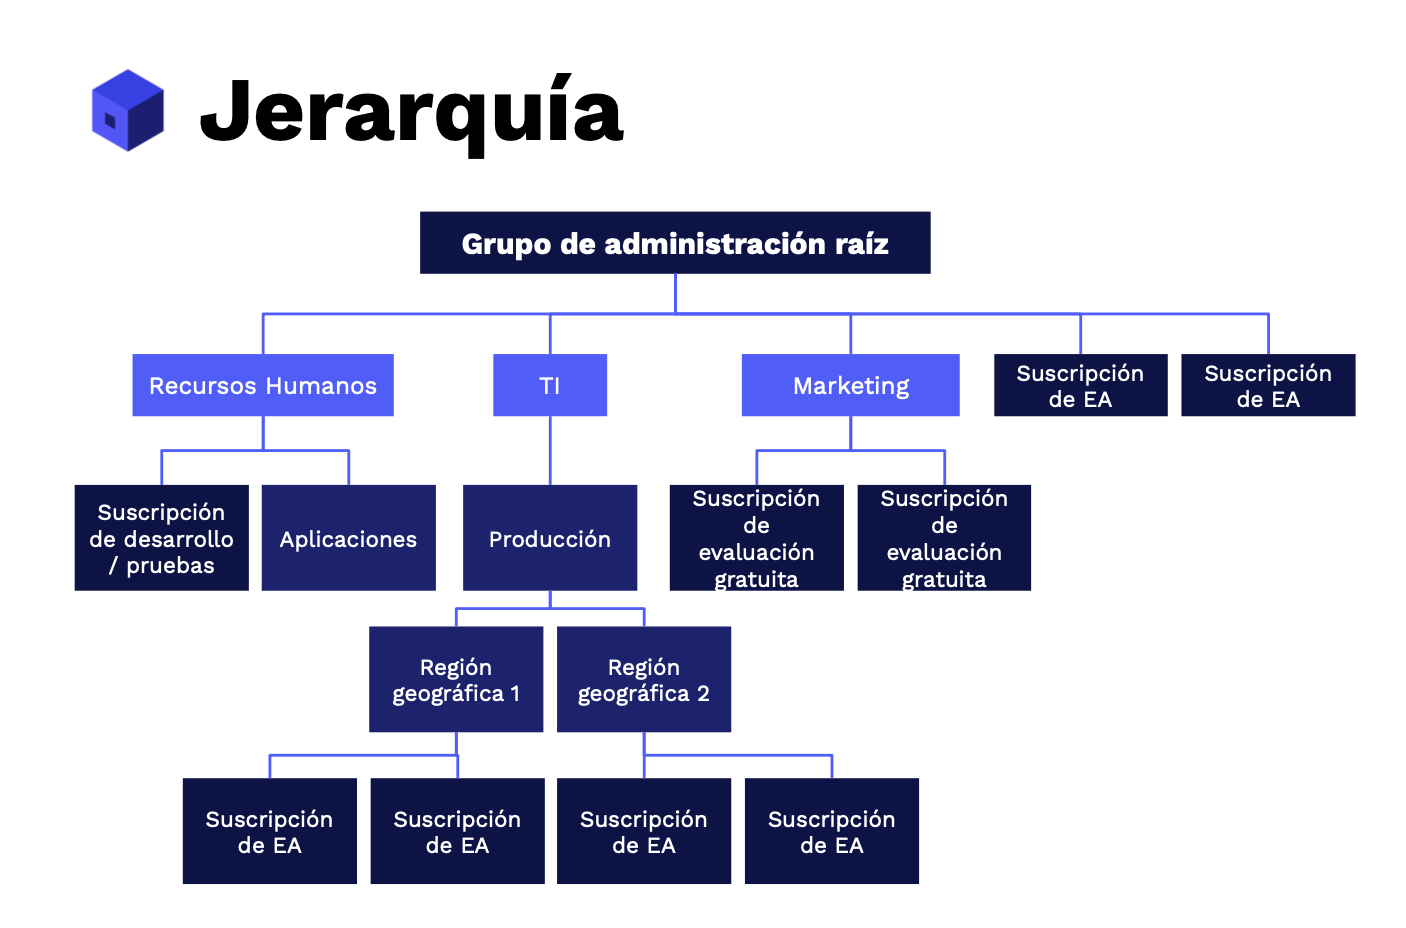 Jerarquía
Grupo de administración raíz
Recursos Humanos
TI
Marketing
Suscripción
de EA
Suscripción
de EA
Suscripción
de desarrollo
/ pruebas
Aplicaciones
Producción
Suscripción
de
evaluación
gratuita
Suscripción
de
evaluación
gratuita
Región
geográfica 1
Región
geográfica 2
Suscripción
de EA
Suscripción
de EA
Suscripción
de EA
Suscripción
de EA